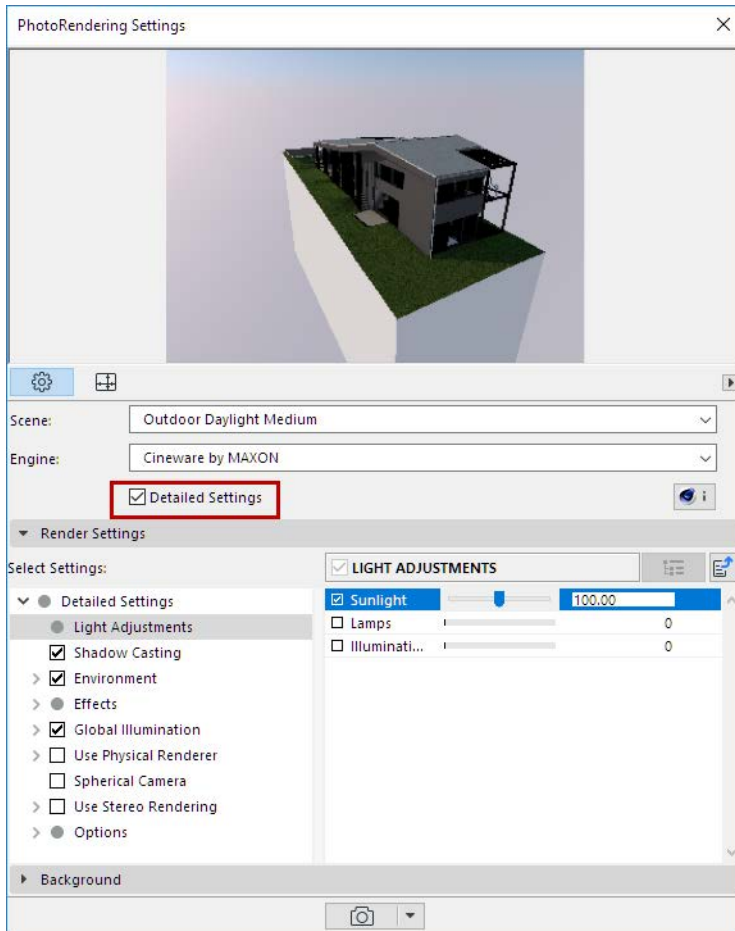 PhotoRendering Settings
Scene:
Outdoor Daylight Medium
Engine:
Cineware by MAXON
Detailed Settings
i
Render Settings
Select Settings:
LIGHT ADJUSTMENTS
Detailed Settings
Light Adjustments
Shadow Casting
Environment
Effects
Global Illumination
Use Physical Renderer
Spherical Camera
Use Stereo Rendering
Options
Sunlight 100.00
Lamps 0
Illuminati... 0
Background